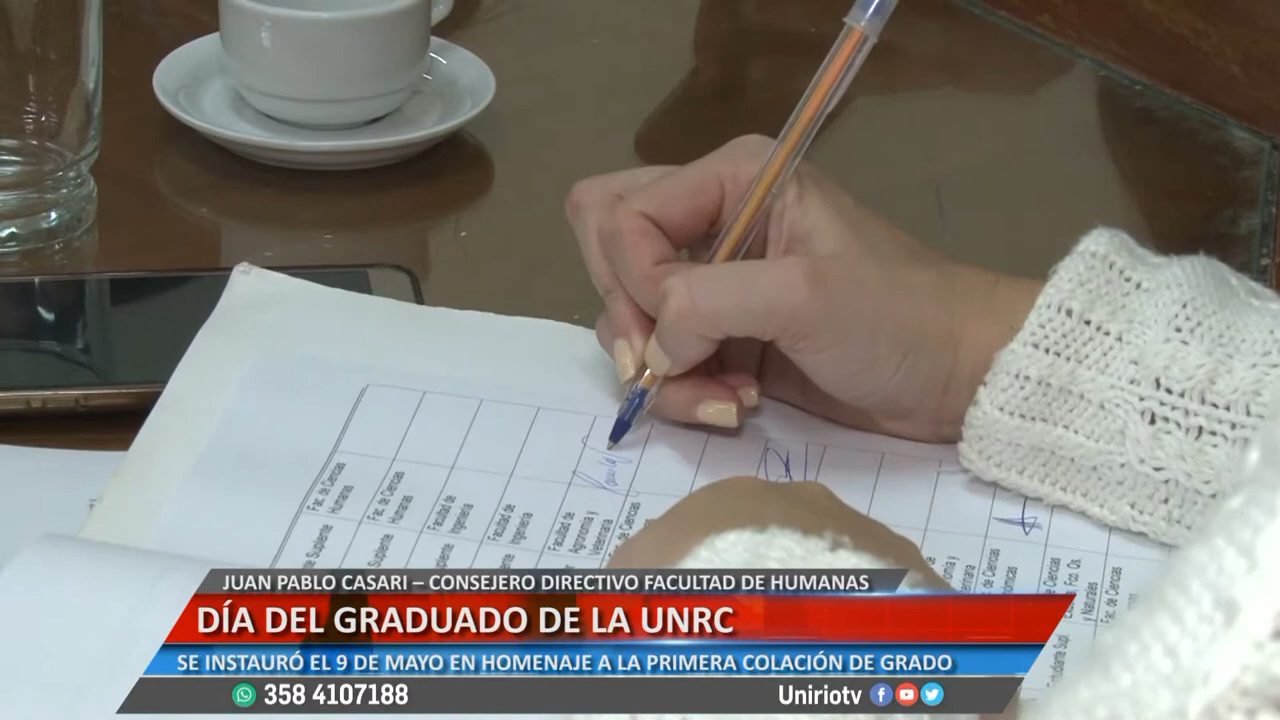 Fac. de Ciencias
Humanas
Fac. de Ciencias
Humanas
Facultad de
Ingeniería
Facultad de
Ingeniería
Facultad de
Agronomía y
Veterinaria
Suplente
Suplente
JUAN PABLO CASARI – CONSEJERO DIRECTIVO FACULTAD DE HUMANAS
DÍA DEL GRADUADO DE LA UNRC
SE INSTAURÓ EL 9 DE MAYO EN HOMENAJE A LA PRIMERA COLACIÓN DE GRADO
358 4107188
Uniriotv